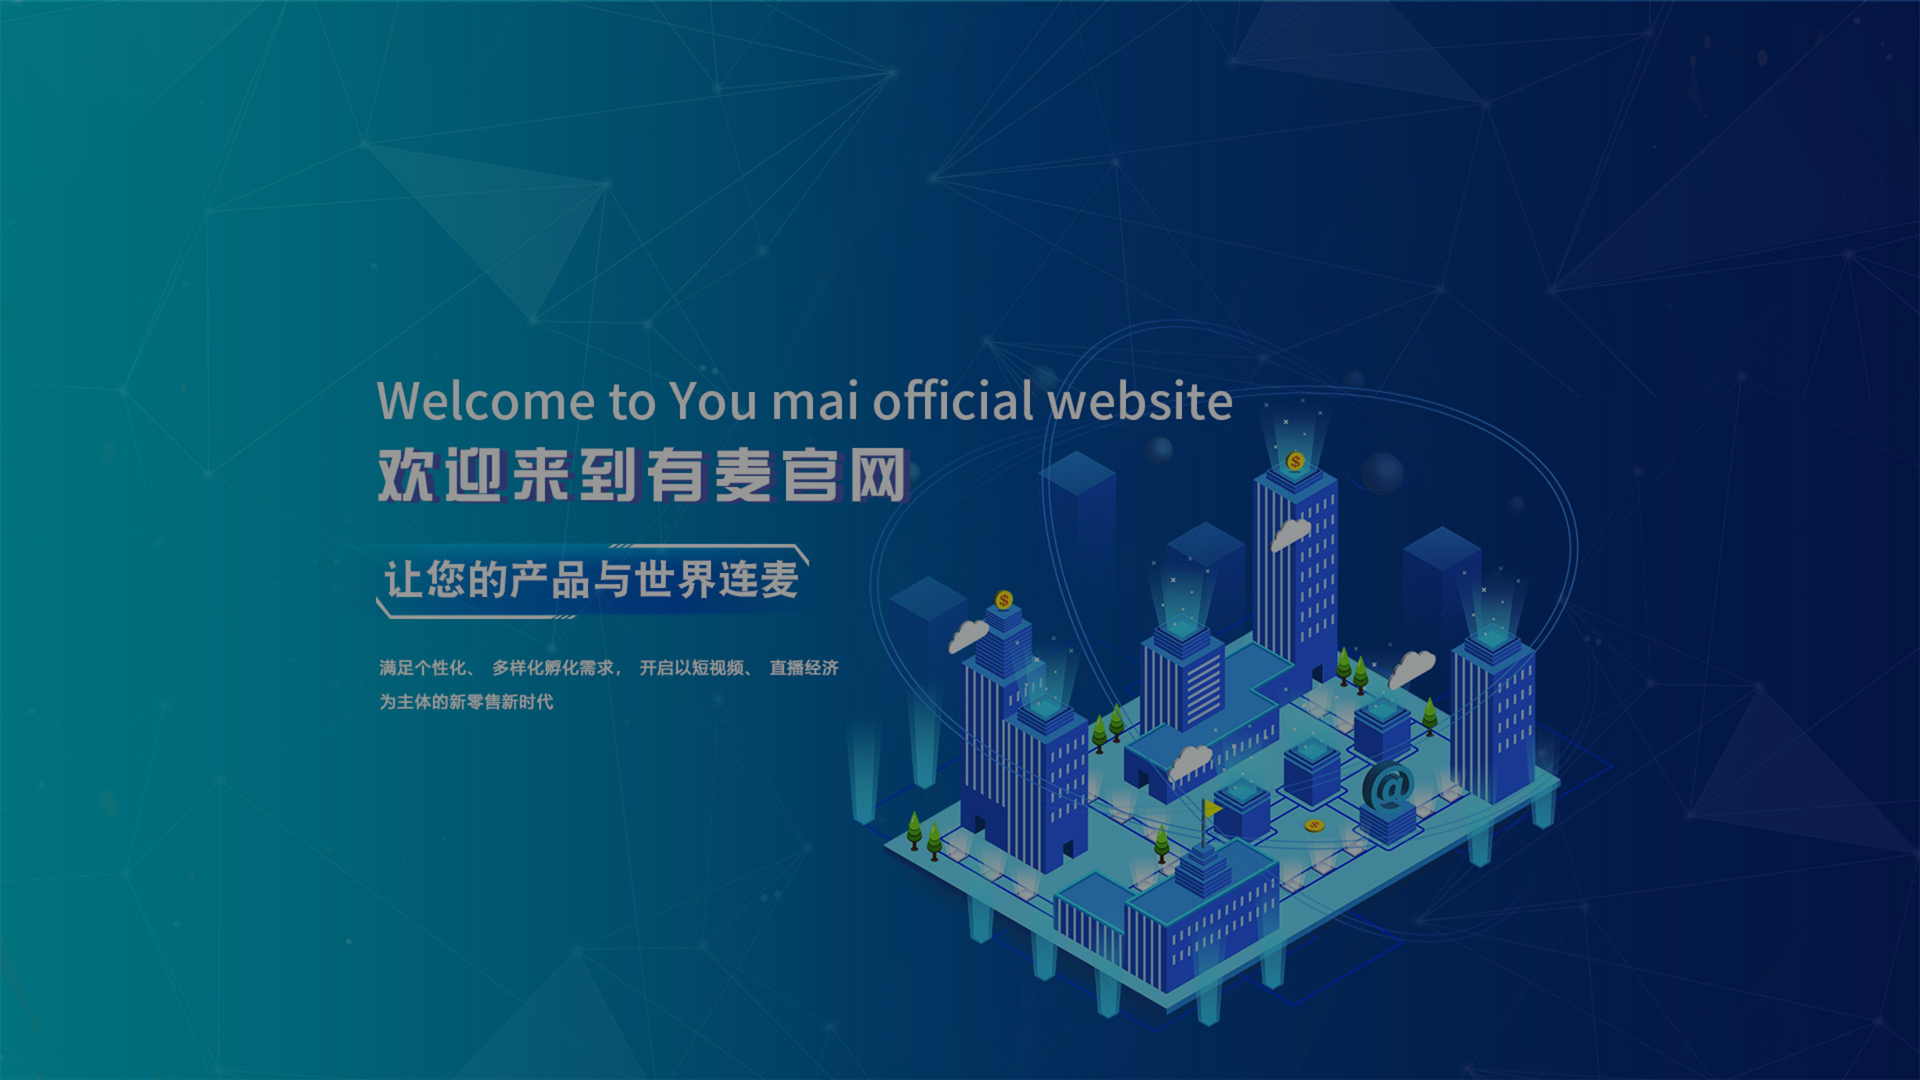 Welcome to You mai official website
欢迎来到有麦官网
让您的产品与世界连麦
满足个性化、 多样化孵化需求， 开启以短视频、 直播经济
为主体的新零售新时代
$
$
@
$